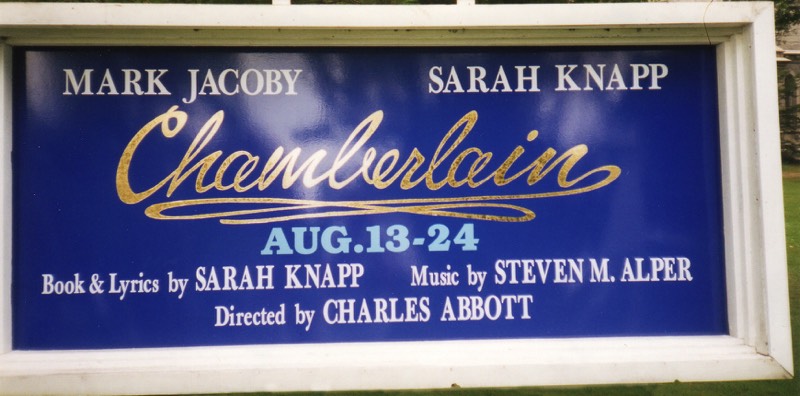 MARK JACOBY SARAH KNAPP
Chamberlain
AUG.13-24
Book & Lyrics by SARAH KNAPP Music by STEVEN M. ALPER
Directed by CHARLES ABBOTT